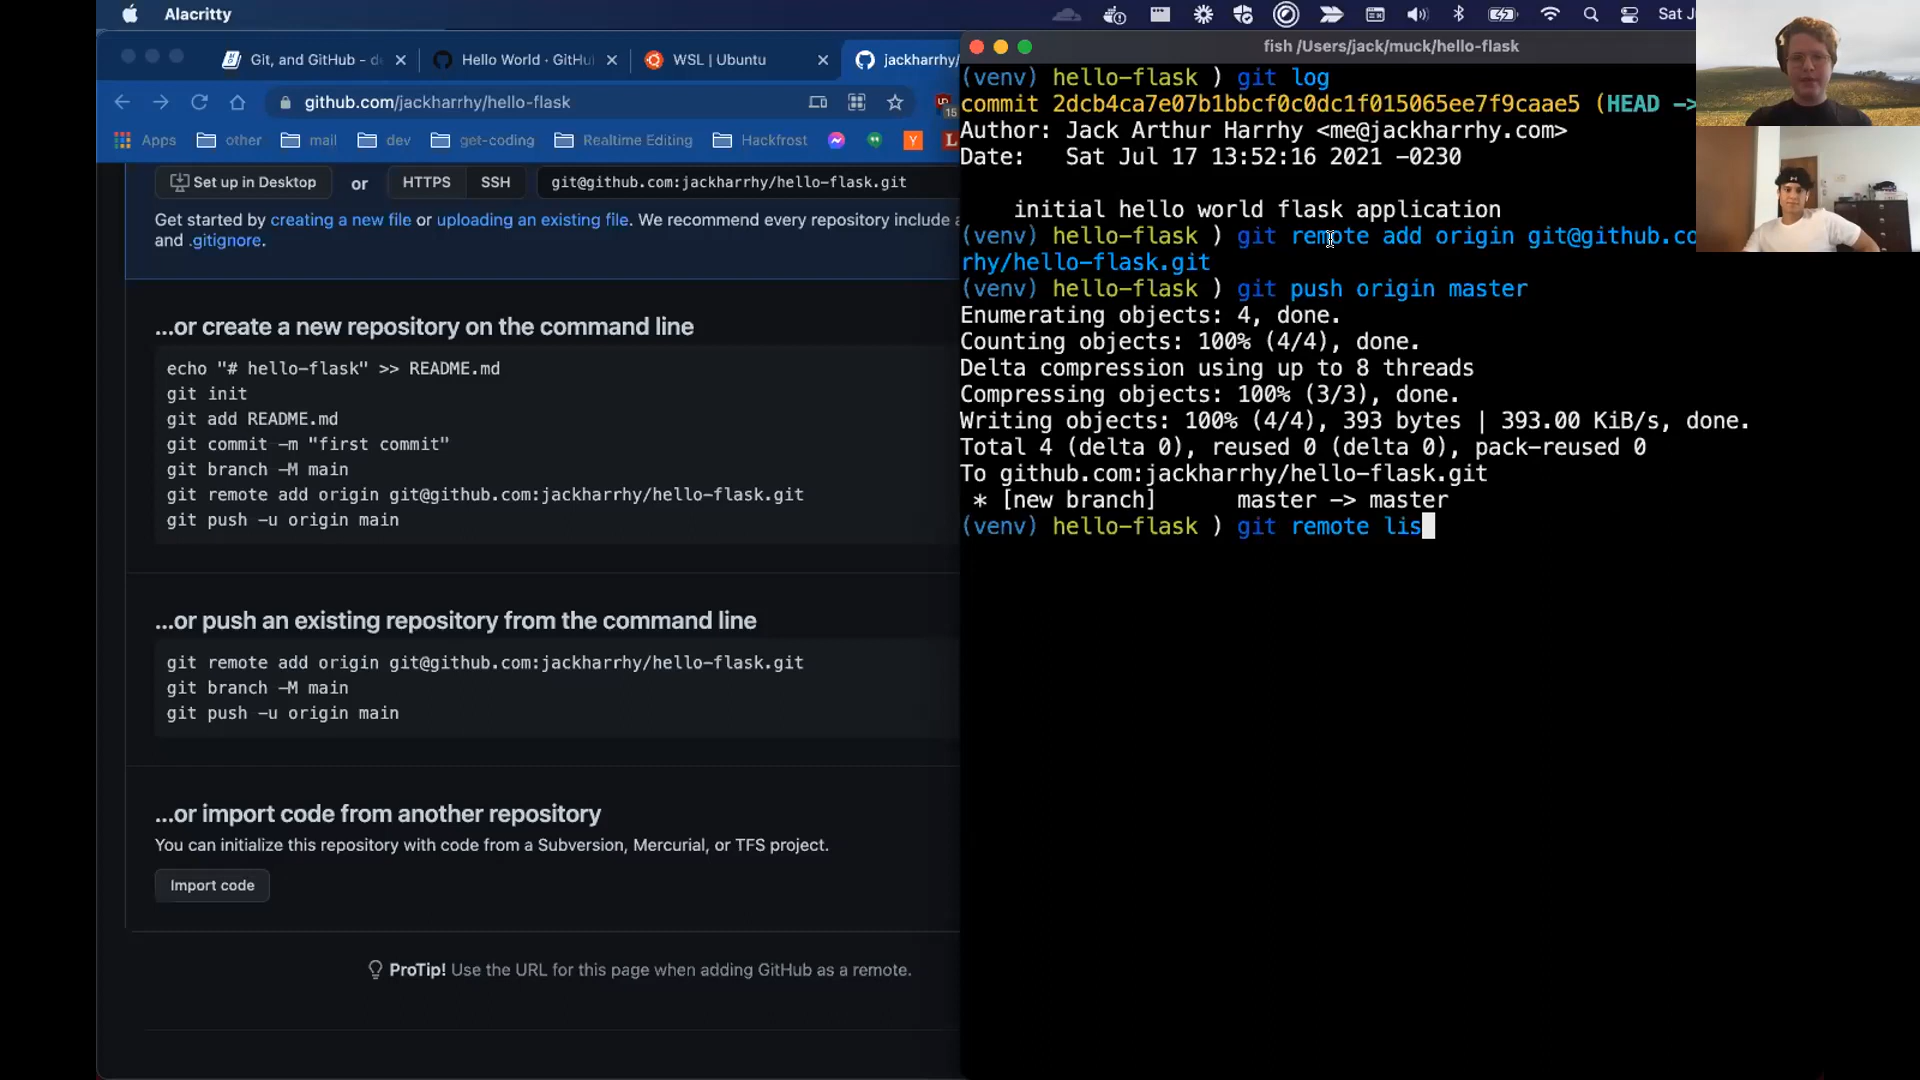 Alacritty
Sat J
Git, and GitHub - d
Hello World · GitHu
WSL | Ubuntu
jackharrhy/
github.com/jackharrhy/hello-flask
15
Apps
other
mail
dev
get-coding
Realtime Editing
Hackfrost
Set up in Desktop
or
HTTPS
SSH
git@github.com:jackharrhy/hello-flask.git
Get started by creating a new file or uploading an existing file. We recommend every repository include a
and .gitignore.
...or create a new repository on the command line
echo "# hello-flask" >> README.md
git init
git add README.md
git commit -m "first commit"
git branch -M main
git remote add origin git@github.com:jackharrhy/hello-flask.git
git push -u origin main
...or push an existing repository from the command line
git remote add origin git@github.com:jackharrhy/hello-flask.git
git branch -M main
git push -u origin main
...or import code from another repository
You can initialize this repository with code from a Subversion, Mercurial, or TFS project.
Import code
ProTip! Use the URL for this page when adding GitHub as a remote.
fish /Users/jack/muck/hello-flask
(venv) hello-flask ) git log
commit 2dcb4ca7e07b1bbcf0c0dc1f015065ee7f9caae5 (HEAD ->
Author: Jack Arthur Harrhy <me@jackharrhy.com>
Date:   Sat Jul 17 13:52:16 2021 -0230
initial hello world flask application
(venv) hello-flask ) git remote add origin git@github.co
rhy/hello-flask.git
(venv) hello-flask ) git push origin master
Enumerating objects: 4, done.
Counting objects: 100% (4/4), done.
Delta compression using up to 8 threads
Compressing objects: 100% (3/3), done.
Writing objects: 100% (4/4), 393 bytes | 393.00 KiB/s, done.
Total 4 (delta 0), reused 0 (delta 0), pack-reused 0
To github.com:jackharrhy/hello-flask.git
* [new branch]      master -> master
(venv) hello-flask ) git remote lis